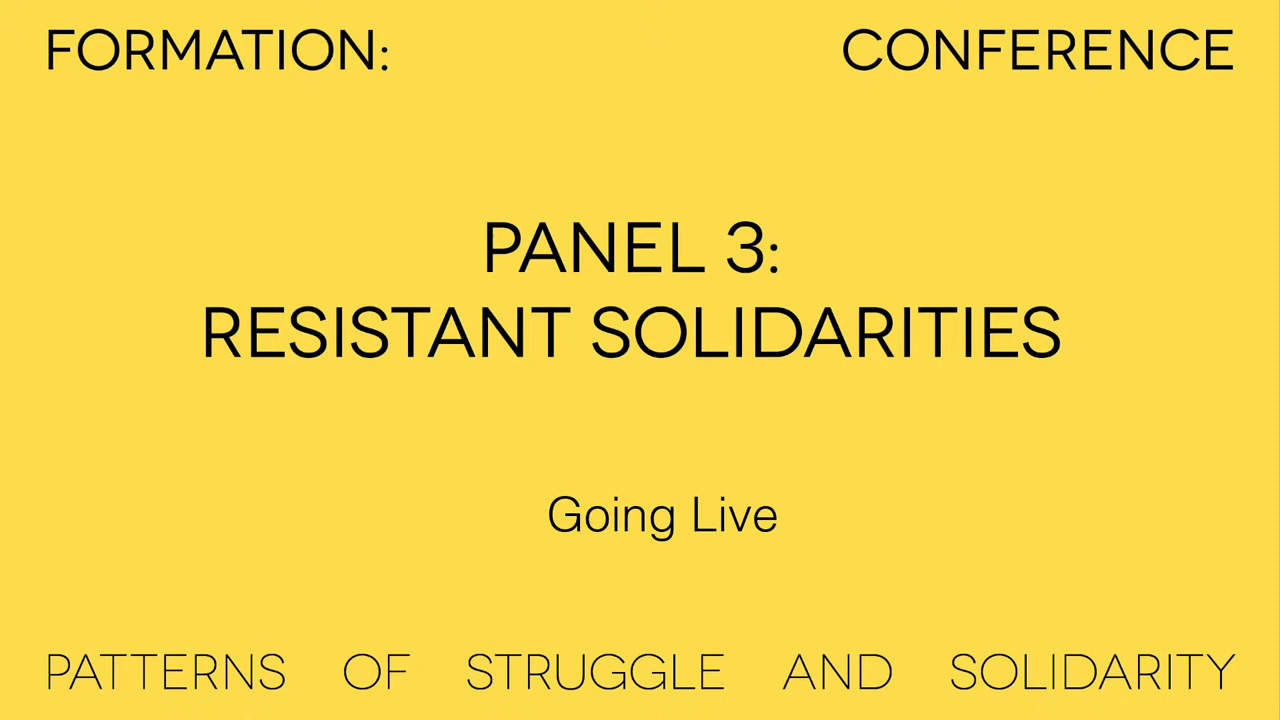 FORMATION: CONFERENCE
PANEL 3:
RESISTANT SOLIDARITIES
Going Live
PATTERNS OF STRUGGLE AND SOLIDARITY